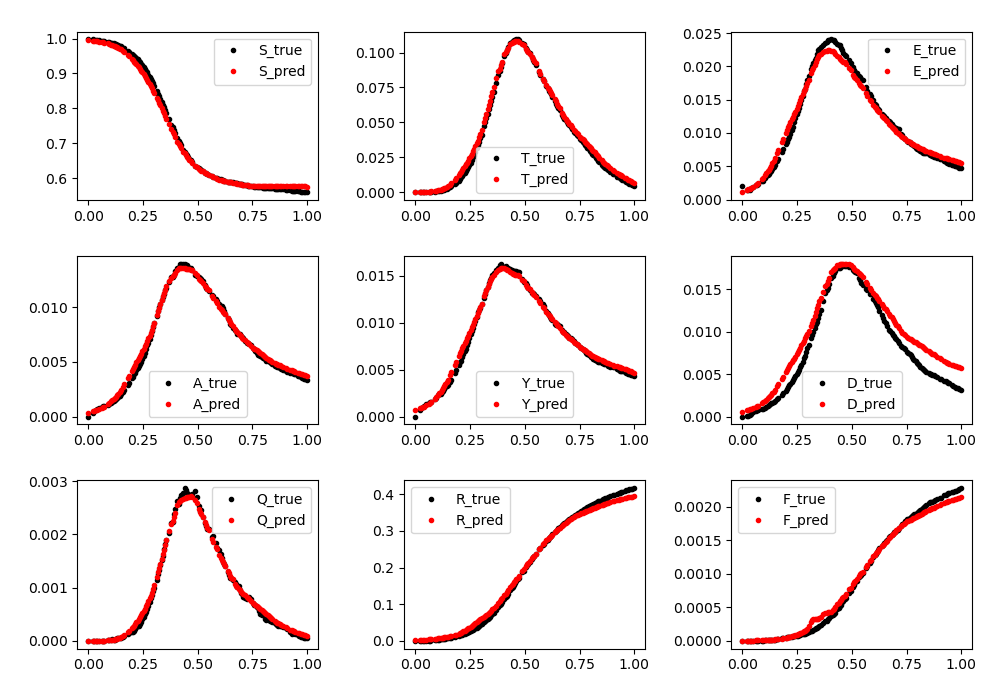 1.0
0.9
0.8
0.7
0.6
0.00 0.25 0.50 0.75 1.00
S_true
S_pred
0.100
0.075
0.050
0.025
0.000
0.00 0.25 0.50 0.75 1.00
T_true
T_pred
0.025
0.020
0.015
0.010
0.005
0.000
0.00 0.25 0.50 0.75 1.00
E_true
E_pred
0.010
0.005
0.000
0.00 0.25 0.50 0.75 1.00
A_true
A_pred
0.015
0.010
0.005
0.000
0.00 0.25 0.50 0.75 1.00
Y_true
Y_pred
0.015
0.010
0.005
0.000
0.00 0.25 0.50 0.75 1.00
D_true
D_pred
0.003
0.002
0.001
0.000
0.00 0.25 0.50 0.75 1.00
Q_true
Q_pred
0.4
0.3
0.2
0.1
0.0
0.00 0.25 0.50 0.75 1.00
R_true
R_pred
0.0020
0.0015
0.0010
0.0005
0.0000
0.00 0.25 0.50 0.75 1.00
F_true
F_pred